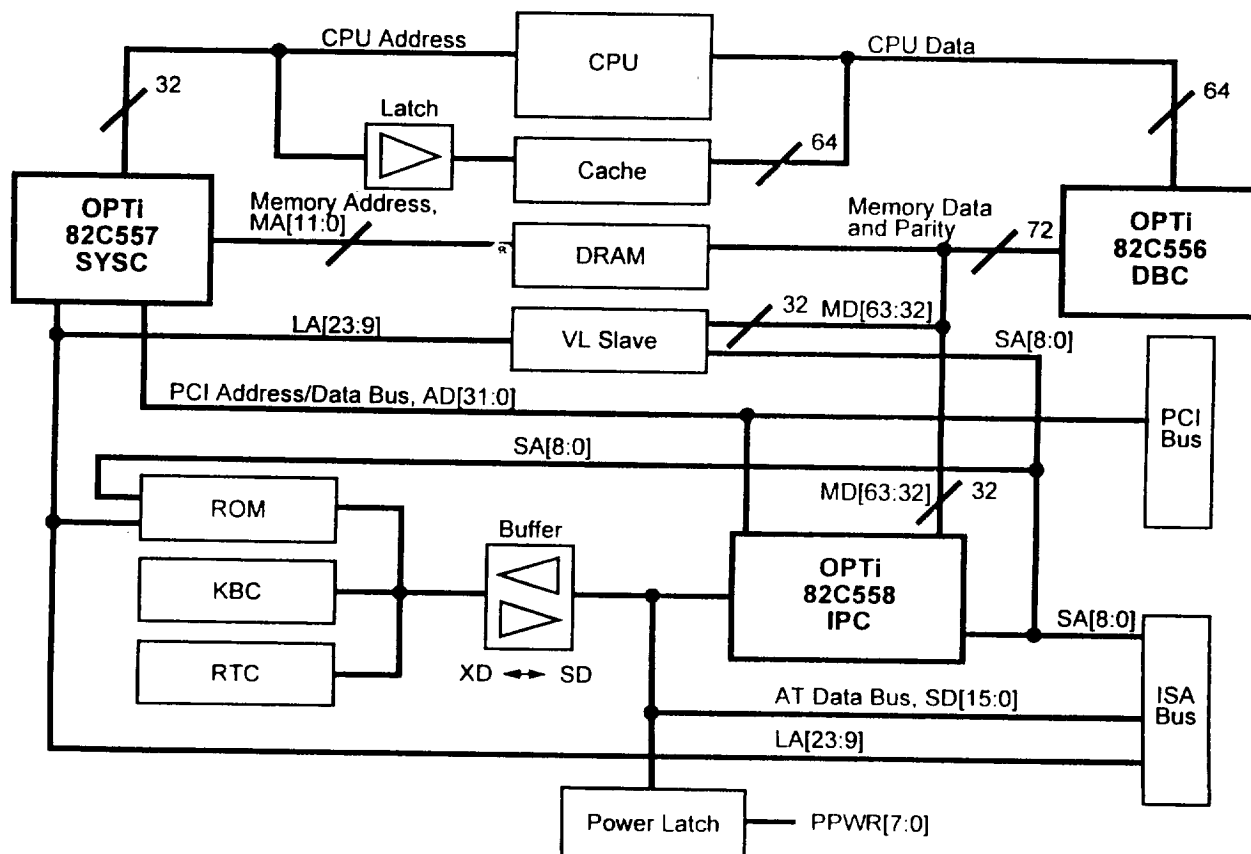 CPU Address
CPU
CPU Data
32
64
Latch
64
Cache
OPTi
82C557
SYSC
Memory Address,
MA[11:0]
DRAM
Memory Data
and Parity
72
OPTi
82C556
DBC
LA[23:9]
VL Slave
32
MD[63:32]
SA[8:0]
PCI Address/Data Bus, AD[31:0]
PCI
Bus
SA[8:0]
MD[63:32]
32
ROM
Buffer
OPTi
82C558
IPC
KBC
SA[8:0]
RTC
XD
SD
AT Data Bus, SD[15:0]
ISA
Bus
LA[23:9]
Power Latch
PPWR[7:0]